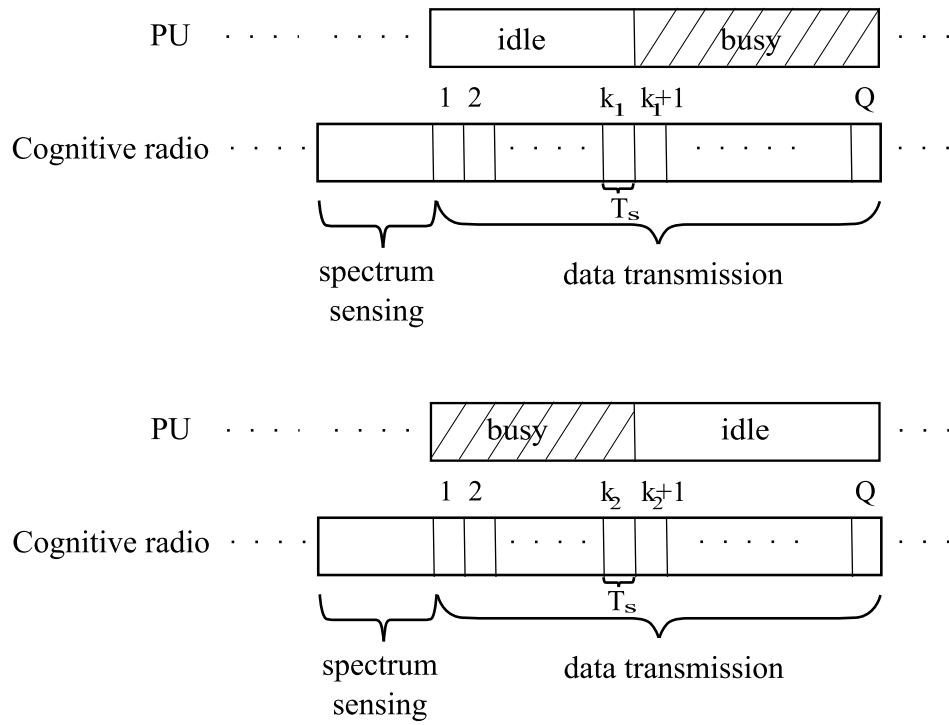 PU · · · · · · · · idle busy · · ·
1 2 k₁ k₁+1 Q
Cognitive radio · · · · · · · · · · · · · · · ·
Tₛ
spectrum data transmission
sensing
PU · · · · · · · · busy idle · · ·
1 2 k₂ k₂+1 Q
Cognitive radio · · · · · · · · · · · · · · · ·
Tₛ
spectrum data transmission
sensing